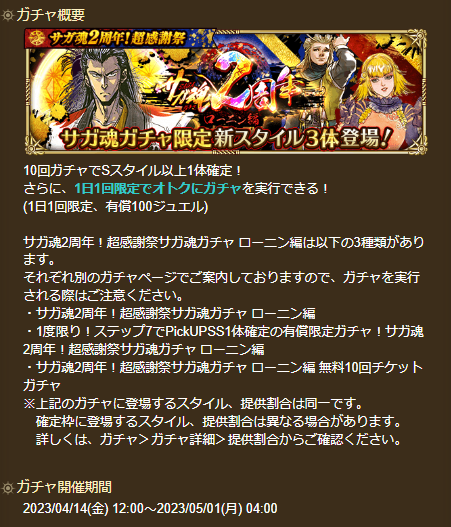 ガチャ概要
サガ魂2周年!超感謝祭
サガ魂2周年
ローニン編
サガ魂ガチャ限定 新スタイル3体登場!
10回ガチャでSスタイル以上1体確定!
さらに、1日1回限定でオトクにガチャを実行できる!
(1日1回限定、有償100ジュエル)
サガ魂2周年!超感謝祭サガ魂ガチャ ローニン編は以下の3種類があり
ます。
それぞれ別のガチャページでご案内しておりますので、ガチャを実行
される際はご注意ください。
・サガ魂2周年!超感謝祭サガ魂ガチャ ローニン編
・1度限り!ステップ7でPickUPSS1体確定の有償限定ガチャ!サガ魂
2周年!超感謝祭サガ魂ガチャ ローニン編
・サガ魂2周年!超感謝祭サガ魂ガチャ ローニン編 無料10回チケット
ガチャ
※上記のガチャに登場するスタイル、提供割合は同一です。
確定枠に登場するスタイル、提供割合は異なる場合があります。
詳しくは、ガチャ＞ガチャ詳細＞提供割合からご確認ください。
ガチャ開催期間
2023/04/14(金) 12:00～2023/05/01(月) 04:00